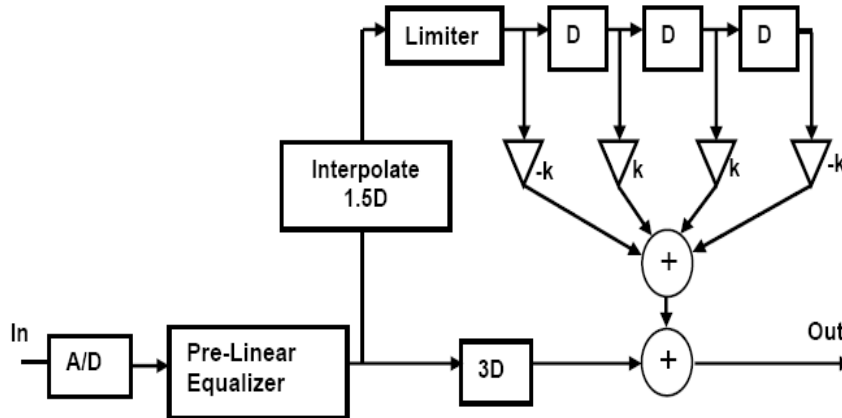 Limiter
D
D
D
-k
k
k
-k
Interpolate
1.5D
+
In
A/D
Pre-Linear
Equalizer
3D
+
Out